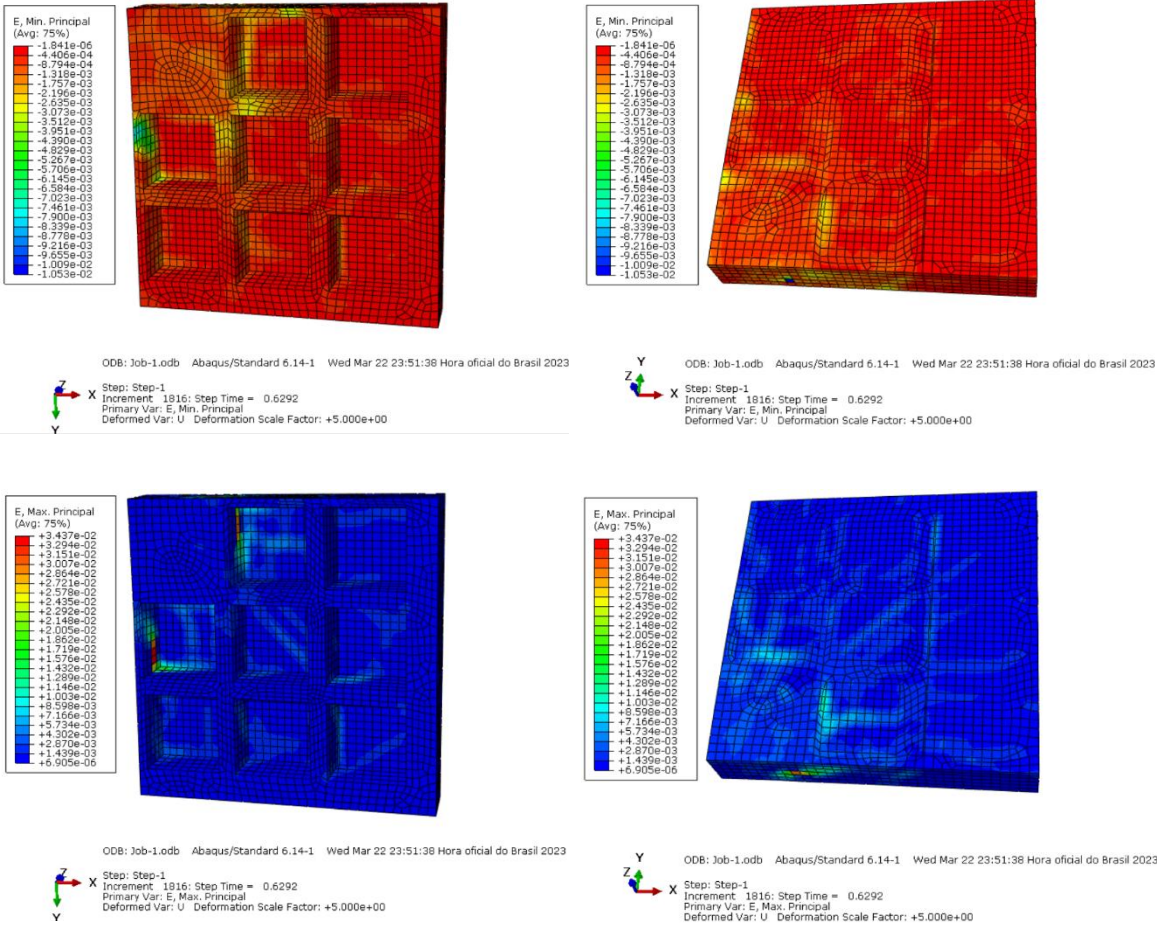 E, Min. Principal
(Avg: 75%)
-1.841e-06
-4.406e-04
-8.794e-04
-1.318e-03
-1.757e-03
-2.196e-03
-2.635e-03
-3.073e-03
-3.512e-03
-3.951e-03
-4.390e-03
-4.829e-03
-5.267e-03
-5.706e-03
-6.145e-03
-6.584e-03
-7.023e-03
-7.461e-03
-7.900e-03
-8.339e-03
-8.778e-03
-9.216e-03
-9.655e-03
-1.009e-02
-1.053e-02
ODB: Job-1.odb Abaqus/Standard 6.14-1 Wed Mar 22 23:51:38 Hora oficial do Brasil 2023
Z
X
Y
Step: Step-1
Increment 1816: Step Time = 0.6292
Primary Var: E, Min. Principal
Deformed Var: U Deformation Scale Factor: +5.000e+00
E, Min. Principal
(Avg: 75%)
-1.841e-06
-4.406e-04
-8.794e-04
-1.318e-03
-1.757e-03
-2.196e-03
-2.635e-03
-3.073e-03
-3.512e-03
-3.951e-03
-4.390e-03
-4.829e-03
-5.267e-03
-5.706e-03
-6.145e-03
-6.584e-03
-7.023e-03
-7.461e-03
-7.900e-03
-8.339e-03
-8.778e-03
-9.216e-03
-9.655e-03
-1.009e-02
-1.053e-02
ODB: Job-1.odb Abaqus/Standard 6.14-1 Wed Mar 22 23:51:38 Hora oficial do Brasil 2023
Y
Z
X
Step: Step-1
Increment 1816: Step Time = 0.6292
Primary Var: E, Min. Principal
Deformed Var: U Deformation Scale Factor: +5.000e+00
E, Max. Principal
(Avg: 75%)
+3.437e-02
+3.294e-02
+3.151e-02
+3.007e-02
+2.864e-02
+2.721e-02
+2.578e-02
+2.435e-02
+2.292e-02
+2.148e-02
+2.005e-02
+1.862e-02
+1.719e-02
+1.576e-02
+1.432e-02
+1.289e-02
+1.146e-02
+1.003e-02
+8.598e-03
+7.166e-03
+5.734e-03
+4.302e-03
+2.870e-03
+1.439e-03
+6.905e-06
ODB: Job-1.odb Abaqus/Standard 6.14-1 Wed Mar 22 23:51:38 Hora oficial do Brasil 2023
Z
X
Y
Step: Step-1
Increment 1816: Step Time = 0.6292
Primary Var: E, Max. Principal
Deformed Var: U Deformation Scale Factor: +5.000e+00
E, Max. Principal
(Avg: 75%)
+3.437e-02
+3.294e-02
+3.151e-02
+3.007e-02
+2.864e-02
+2.721e-02
+2.578e-02
+2.435e-02
+2.292e-02
+2.148e-02
+2.005e-02
+1.862e-02
+1.719e-02
+1.576e-02
+1.432e-02
+1.289e-02
+1.146e-02
+1.003e-02
+8.598e-03
+7.166e-03
+5.734e-03
+4.302e-03
+2.870e-03
+1.439e-03
+6.905e-06
ODB: Job-1.odb Abaqus/Standard 6.14-1 Wed Mar 22 23:51:38 Hora oficial do Brasil 2023
Y
Z
X
Step: Step-1
Increment 1816: Step Time = 0.6292
Primary Var: E, Max. Principal
Deformed Var: U Deformation Scale Factor: +5.000e+00